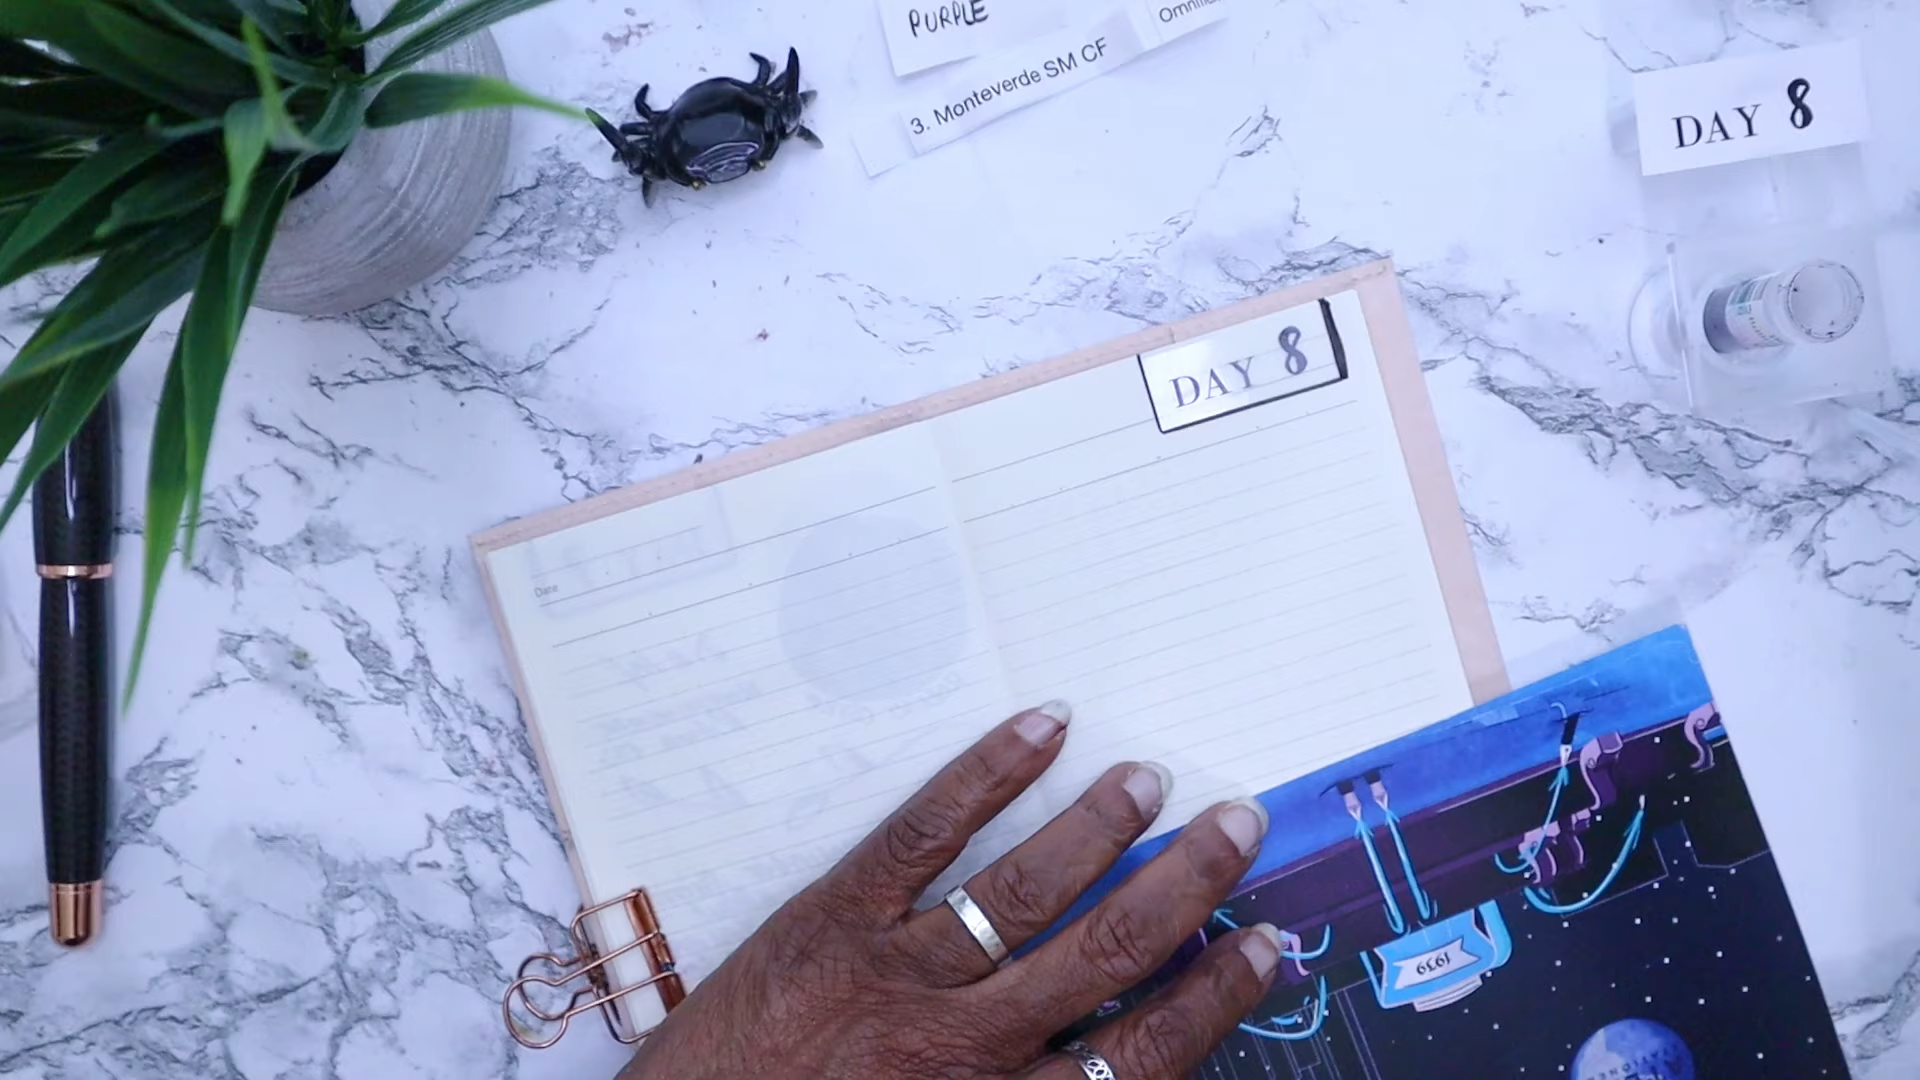 PURPLE
3. Monteverde SM CF
DAY 8
DAY 8
Date
1939